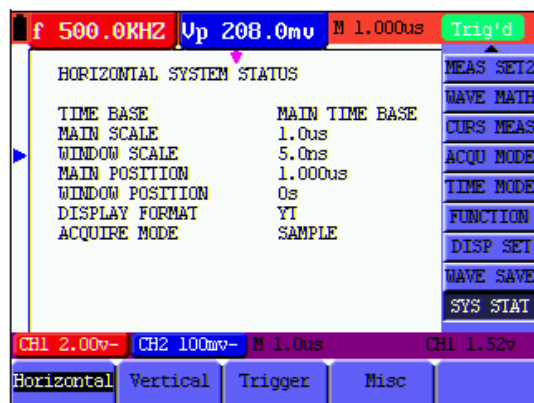 f 500.0KHZ Vp 208.0mv M 1.000us Trig'd
HORIZONTAL SYSTEM STATUS
TIME BASE MAIN TIME BASE
MAIN SCALE 1.0us
WINDOW SCALE 5.0ns
MAIN POSITION 1.000us
WINDOW POSITION 0s
DISPLAY FORMAT YT
ACQUIRE MODE SAMPLE
MEAS SET2
WAVE MATH
CURS MEAS
ACQU MODE
TIME MODE
FUNCTION
DISP SET
WAVE SAVE
SYS STAT
CH1 2.00v- CH2 100mv- M 1.0us CH1 1.52v
Horizontal Vertical Trigger Misc